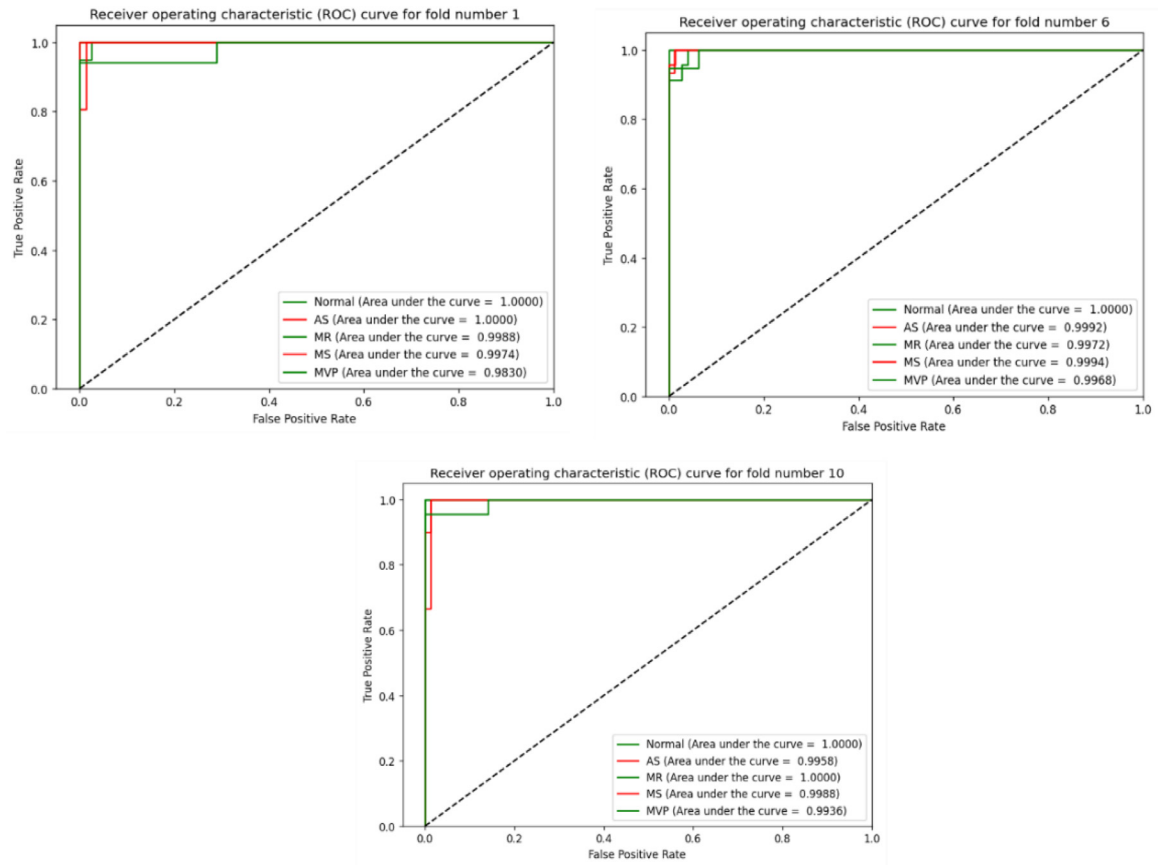 Receiver operating characteristic (ROC) curve for fold number 1
1.0
0.8
0.6
0.4
0.2
0.0
True Positive Rate
Normal (Area under the curve = 1.0000)
AS (Area under the curve = 1.0000)
MR (Area under the curve = 0.9988)
MS (Area under the curve = 0.9974)
MVP (Area under the curve = 0.9830)
0.0 0.2 0.4 0.6 0.8 1.0
False Positive Rate
Receiver operating characteristic (ROC) curve for fold number 6
1.0
0.8
0.6
0.4
0.2
0.0
True Positive Rate
Normal (Area under the curve = 1.0000)
AS (Area under the curve = 0.9992)
MR (Area under the curve = 0.9972)
MS (Area under the curve = 0.9994)
MVP (Area under the curve = 0.9968)
0.0 0.2 0.4 0.6 0.8 1.0
False Positive Rate
Receiver operating characteristic (ROC) curve for fold number 10
1.0
0.8
0.6
0.4
0.2
0.0
True Positive Rate
Normal (Area under the curve = 1.0000)
AS (Area under the curve = 0.9958)
MR (Area under the curve = 1.0000)
MS (Area under the curve = 0.9988)
MVP (Area under the curve = 0.9936)
0.0 0.2 0.4 0.6 0.8 1.0
False Positive Rate